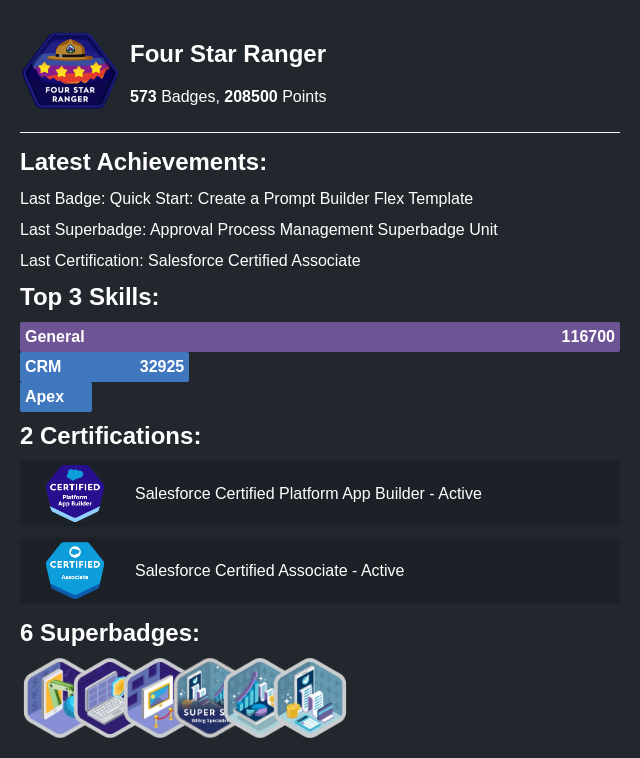 FOUR STAR
RANGER
Four Star Ranger
573 Badges, 208500 Points
Latest Achievements:
Last Badge: Quick Start: Create a Prompt Builder Flex Template
Last Superbadge: Approval Process Management Superbadge Unit
Last Certification: Salesforce Certified Associate
Top 3 Skills:
General 116700
CRM 32925
Apex
2 Certifications:
CERTIFIED
Platform
App Builder
Salesforce Certified Platform App Builder - Active
CERTIFIED
Associate
Salesforce Certified Associate - Active
6 Superbadges:
SUPER S